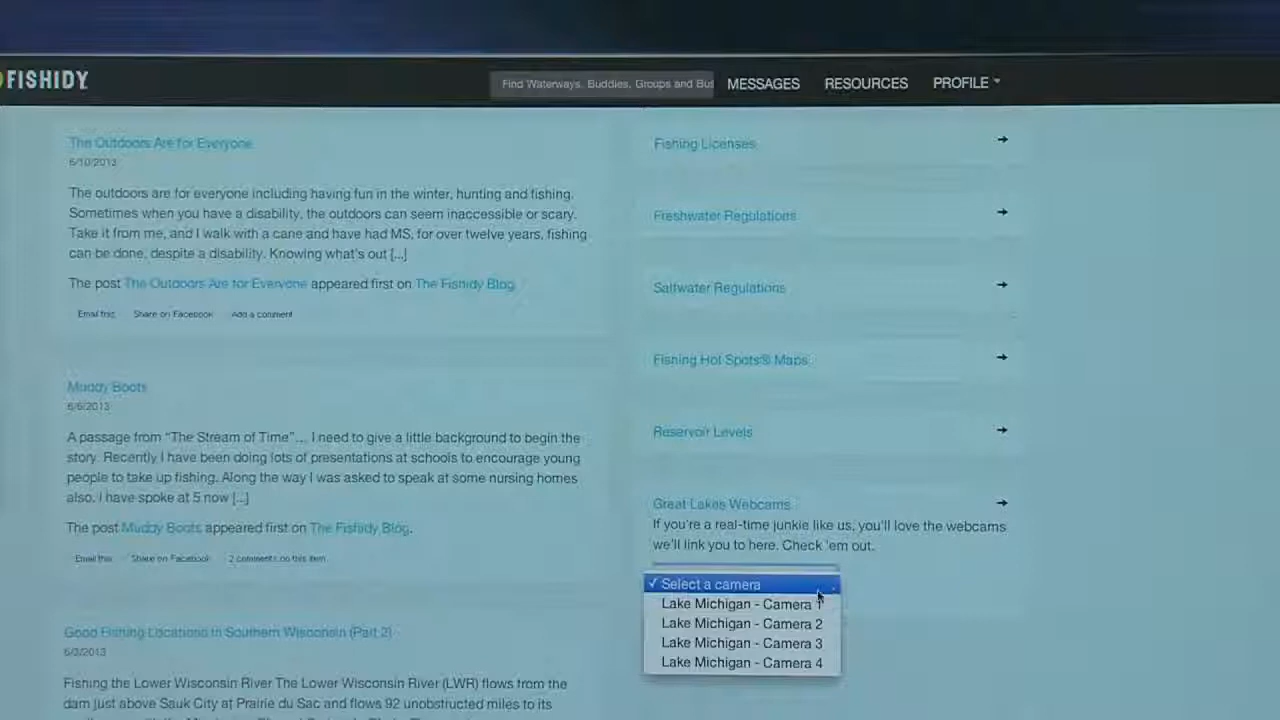 FISHIDY
Find Waterways, Buddies, Groups and Bus
MESSAGES
RESOURCES
PROFILE
The Outdoors Are for Everyone
6/10/2013
The outdoors are for everyone including having fun in the winter, hunting and fishing.
Sometimes when you have a disability, the outdoors can seem inaccessible or scary.
Take it from me, and I walk with a cane and have had MS, for over twelve years, fishing
can be done, despite a disability. Knowing what's out [...]
The post The Outdoors Are for Everyone appeared first on The Fishidy Blog.
Email this
Share on Facebook
Add a comment
Muddy Boots
6/6/2013
A passage from “The Stream of Time”… I need to give a little background to begin the
story. Recently I have been doing lots of presentations at schools to encourage young
people to take up fishing. Along the way I was asked to speak at some nursing homes
also. I have spoke at 5 now [...]
The post Muddy Boots appeared first on The Fishidy Blog.
Email this
Share on Facebook
2 comments on this item
Good Fishing Locations in Southern Wisconsin (Part 2)
6/3/2013
Fishing the Lower Wisconsin River The Lower Wisconsin River (LWR) flows from the
dam just above Sauk City at Prairie du Sac and flows 92 unobstructed miles to its
Fishing Licenses
Freshwater Regulations
Saltwater Regulations
Fishing Hot Spots® Maps
Reservoir Levels
Great Lakes Webcams
If you're a real-time junkie like us, you'll love the webcams
we'll link you to here. Check 'em out.
✓ Select a camera
Lake Michigan - Camera 1
Lake Michigan - Camera 2
Lake Michigan - Camera 3
Lake Michigan - Camera 4